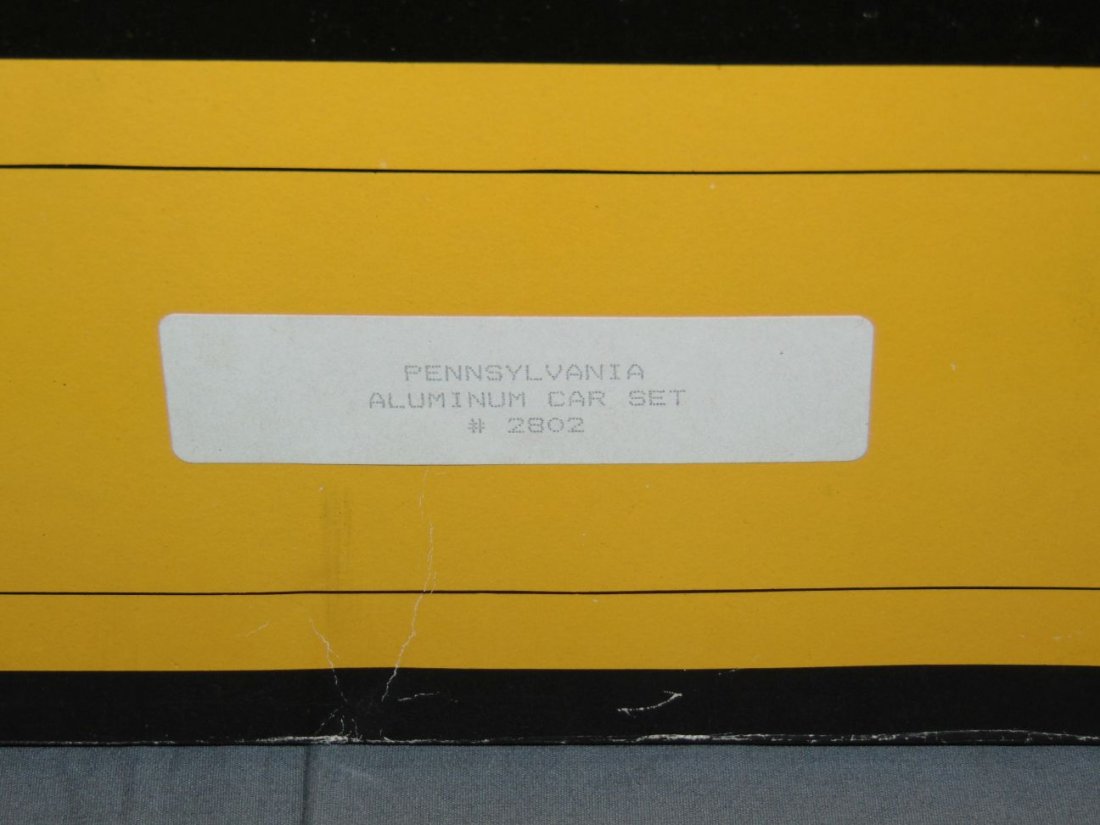 PENNSYLVANIA
ALUMINUM CAR SET
# 2802